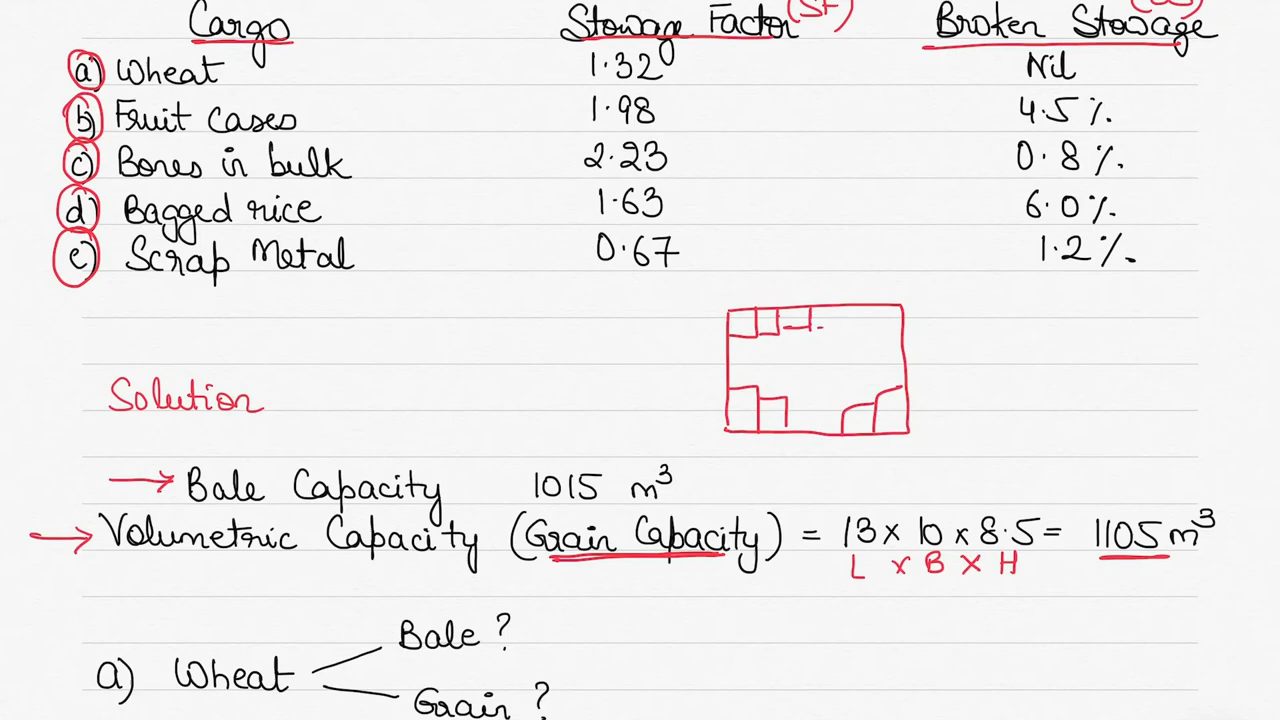 Cargo Stowage Factor (SF) Broken Stowage
a) Wheat 1.32 Nil
b) Fruit cases 1.98 4.5%
c) Bones in bulk 2.23 0.8%
d) Bagged rice 1.63 6.0%
e) Scrap Metal 0.67 1.2%
Solution
→ Bale Capacity 1015 m³
→ Volumetric Capacity (Grain Capacity) = 13 x 10 x 8.5 = 1105 m³
L x B x H
a) Wheat
Bale ?
Grain ?